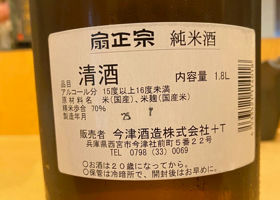 扇正宗 純米酒
品目 清酒 内容量 1.8L
アルコール分 15度以上16度未満
原材料名 米(国産)、米麹(国産米)
精米歩合 70%
製造年月 25
販売者 今津酒造株式会社+T
兵庫県西宮市今津社前町5番22号
TEL 0798(33)0069
○お酒は20歳になってから。
○保管は冷暗所で、開封後はお早めに。